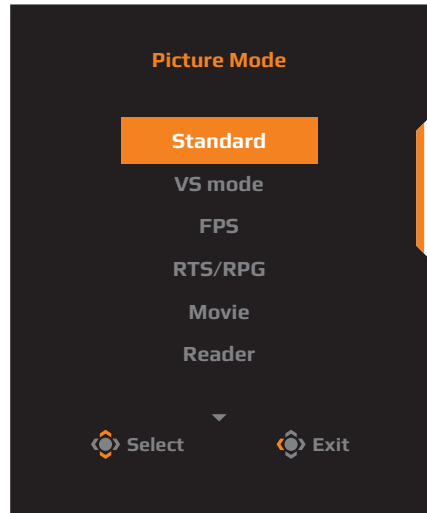 Picture Mode
Standard
VS mode
FPS
RTS/RPG
Movie
Reader
Select Exit